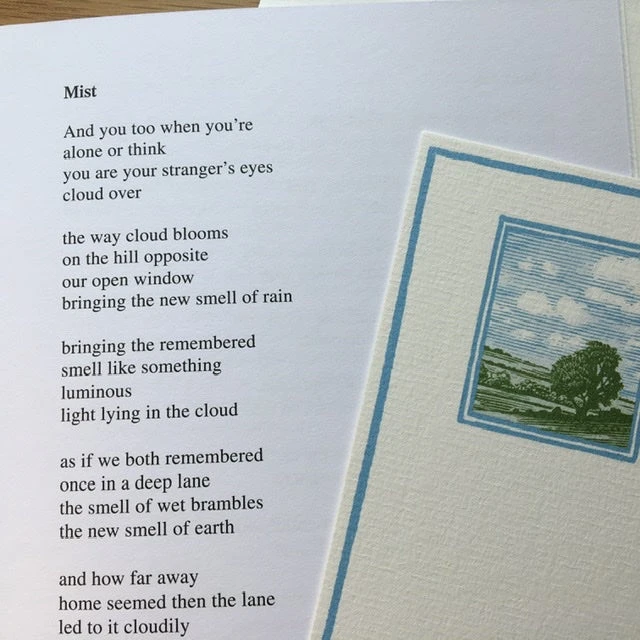 Mist
And you too when you’re
alone or think
you are your stranger’s eyes
cloud over
the way cloud blooms
on the hill opposite
our open window
bringing the new smell of rain
bringing the remembered
smell like something
luminous
light lying in the cloud
as if we both remembered
once in a deep lane
the smell of wet brambles
the new smell of earth
and how far away
home seemed then the lane
led to it cloudily